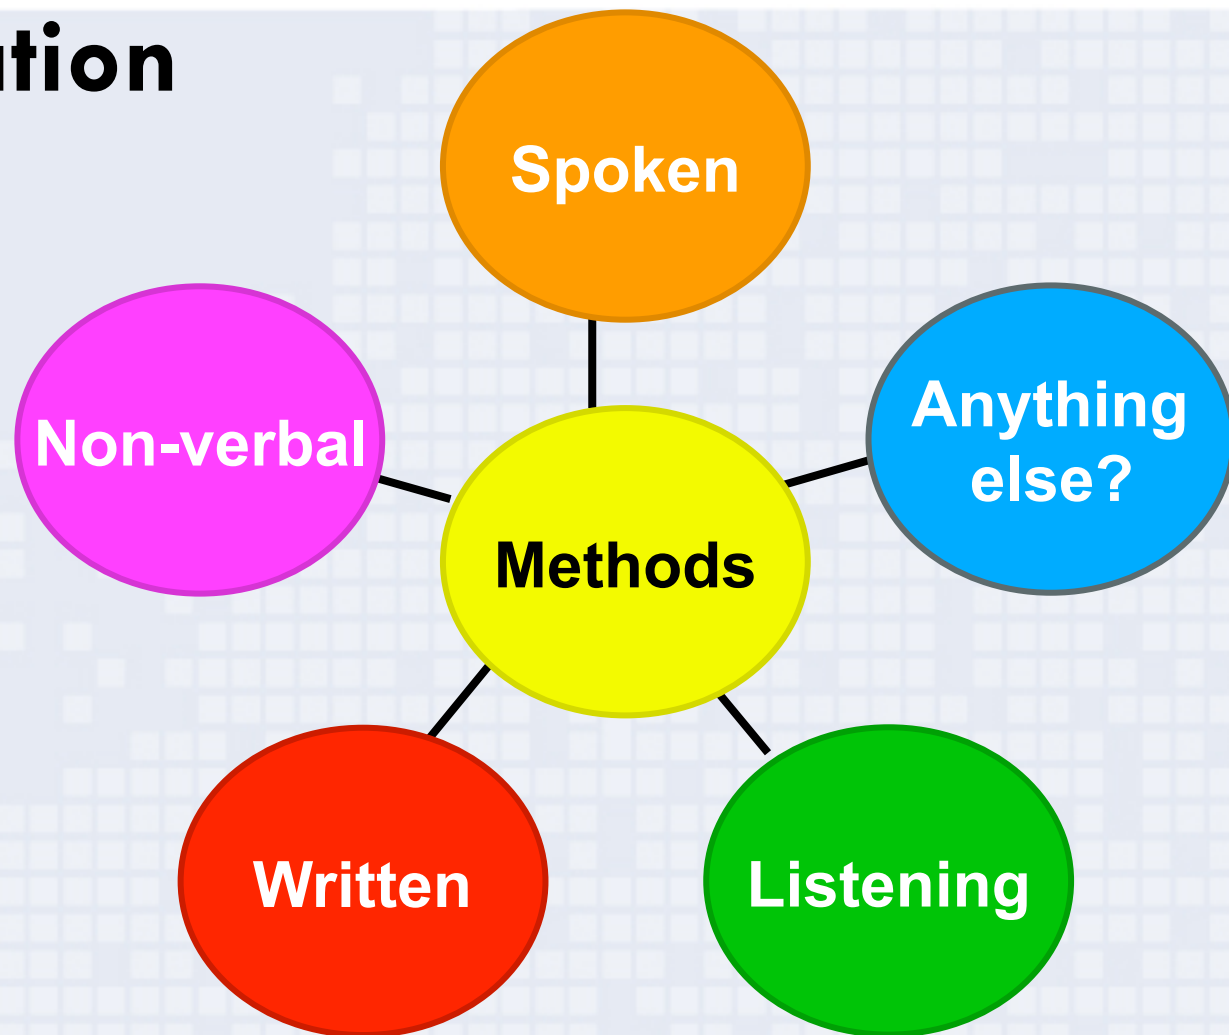 ation
Spoken
Anything
else?
Non-verbal
Methods
Written
Listening